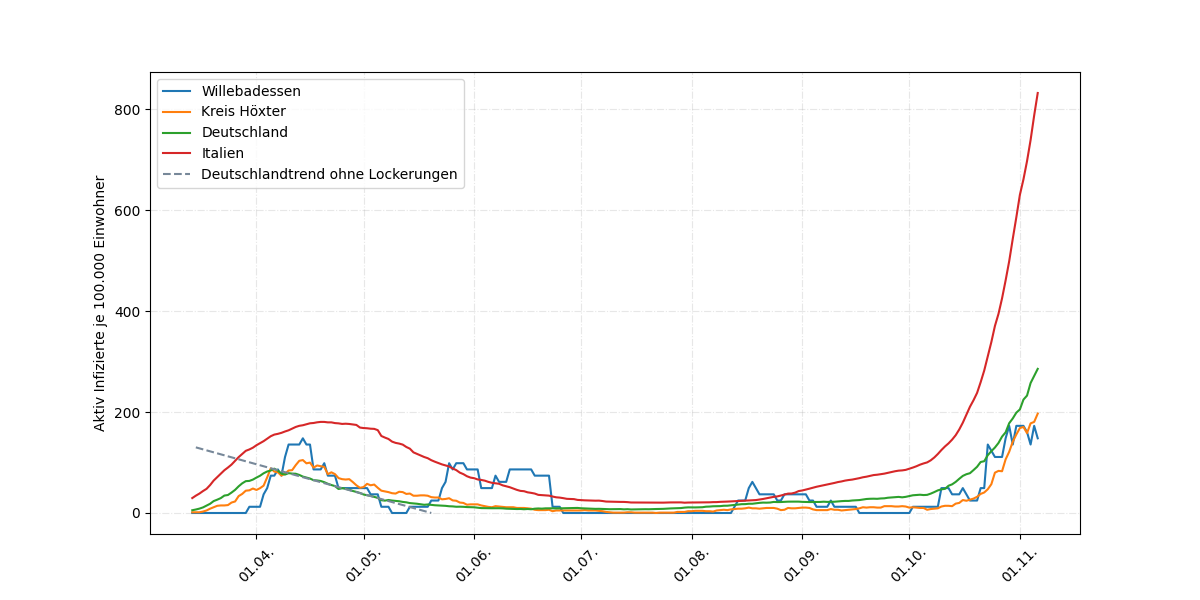 Willebadessen
Kreis Höxter
Deutschland
Italien
Deutschlandtrend ohne Lockerungen
Aktiv Infizierte je 100.000 Einwohner
800
600
400
200
0
01.04.
01.05.
01.06.
01.07.
01.08.
01.09.
01.10.
01.11.